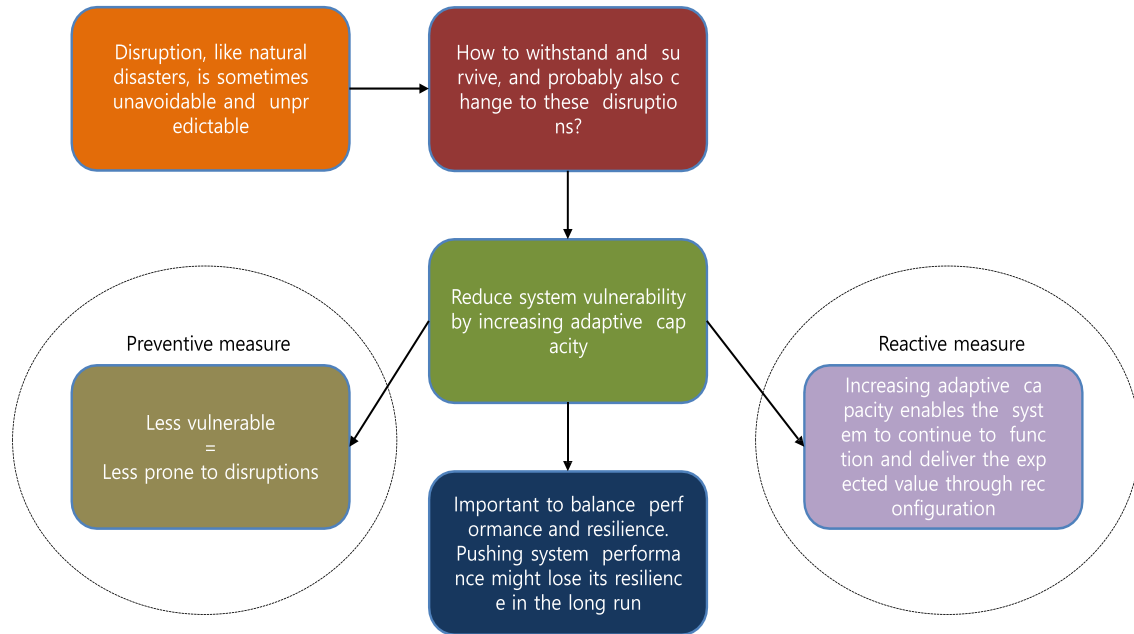 Disruption, like natural
disasters, is sometimes
unavoidable and unpr
edictable
How to withstand and su
rvive, and probably also c
hange to these disruptio
ns?
Reduce system vulnerability
by increasing adaptive cap
acity
Preventive measure
Less vulnerable
=
Less prone to disruptions
Reactive measure
Increasing adaptive ca
pacity enables the syst
em to continue to func
tion and deliver the exp
ected value through rec
onfiguration
Important to balance perf
ormance and resilience.
Pushing system performa
nce might lose its resilienc
e in the long run